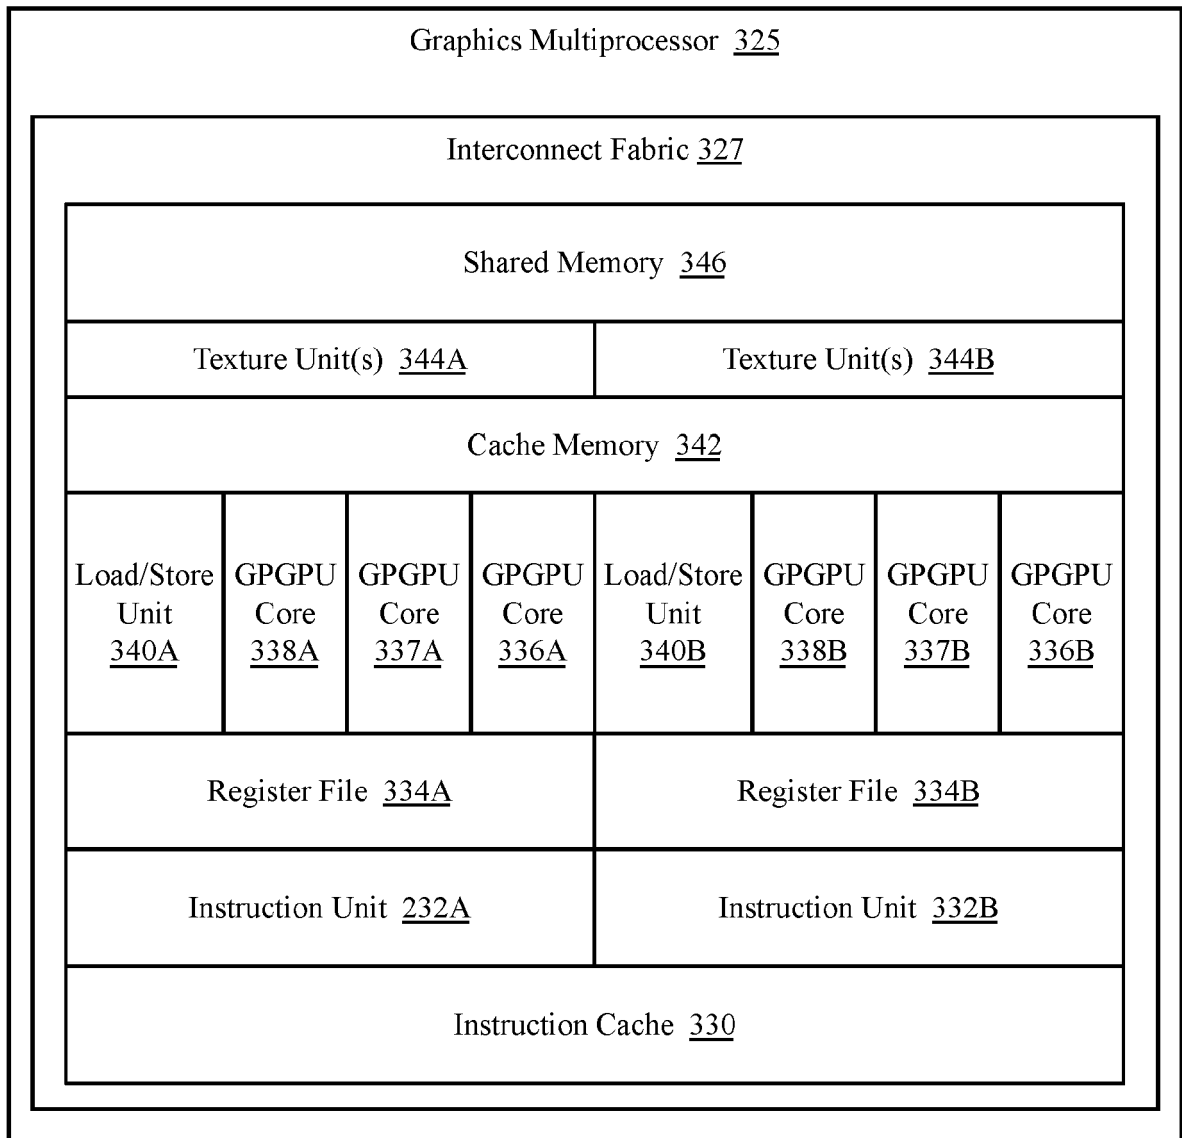 Graphics Multiprocessor 325
Interconnect Fabric 327
Shared Memory 346
Texture Unit(s) 344A
Texture Unit(s) 344B
Cache Memory 342
Load/Store
Unit
340A
GPGPU
Core
338A
GPGPU
Core
337A
GPGPU
Core
336A
Load/Store
Unit
340B
GPGPU
Core
338B
GPGPU
Core
337B
GPGPU
Core
336B
Register File 334A
Register File 334B
Instruction Unit 232A
Instruction Unit 332B
Instruction Cache 330